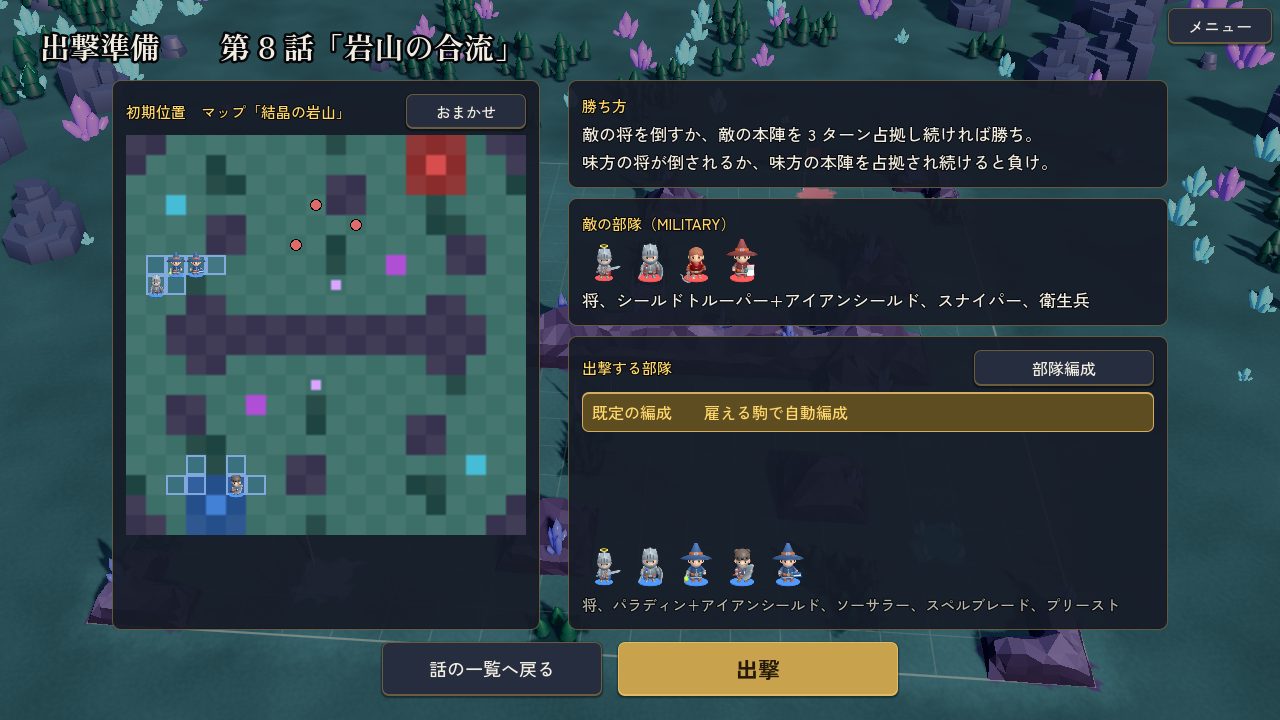 出撃準備　　第８話「岩山の合流」
メニュー
初期位置　マップ「結晶の岩山」
おまかせ
勝ち方
敵の将を倒すか、敵の本陣を 3 ターン占拠し続ければ勝ち。
味方の将が倒されるか、味方の本陣を占拠され続けると負け。
敵の部隊（MILITARY）
将、シールドトルーパー＋アイアンシールド、スナイパー、衛生兵
出撃する部隊
部隊編成
既定の編成　　雇える駒で自動編成
将、パラディン＋アイアンシールド、ソーサラー、スペルブレード、プリースト
話の一覧へ戻る
出撃